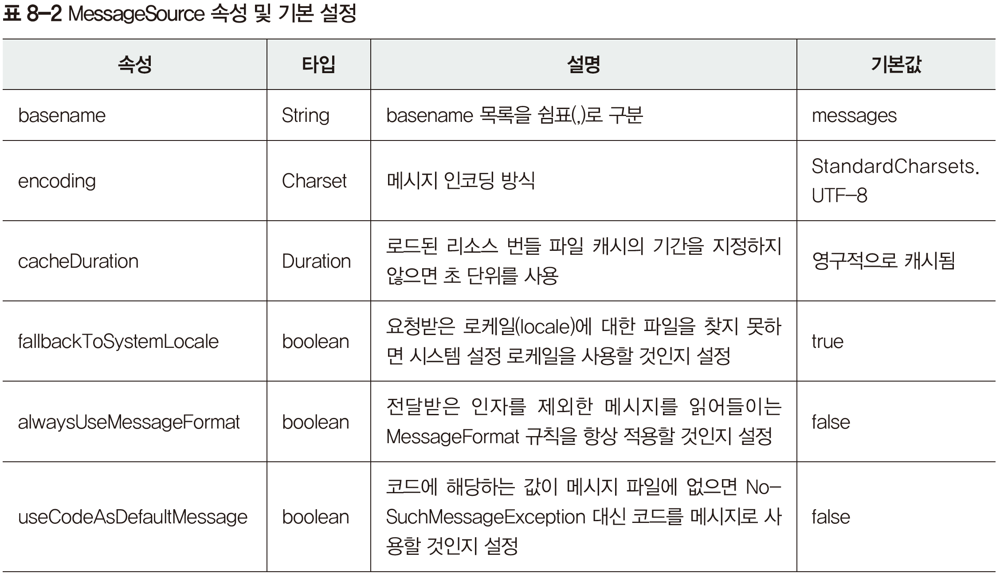 표 8-2 MessageSource 속성 및 기본 설정
속성 타입 설명 기본값
basename String basename 목록을 쉼표(,)로 구분 messages
encoding Charset 메시지 인코딩 방식 StandardCharsets.
UTF-8
cacheDuration Duration 로드된 리소스 번들 파일 캐시의 기간을 지정하지
않으면 초 단위를 사용 영구적으로 캐시됨
fallbackToSystemLocale boolean 요청받은 로케일(locale)에 대한 파일을 찾지 못하
면 시스템 설정 로케일을 사용할 것인지 설정 true
alwaysUseMessageFormat boolean 전달받은 인자를 제외한 메시지를 읽어들이는
MessageFormat 규칙을 항상 적용할 것인지 설정 false
useCodeAsDefaultMessage boolean 코드에 해당하는 값이 메시지 파일에 없으면 No-
SuchMessageException 대신 코드를 메시지로 사
용할 것인지 설정 false